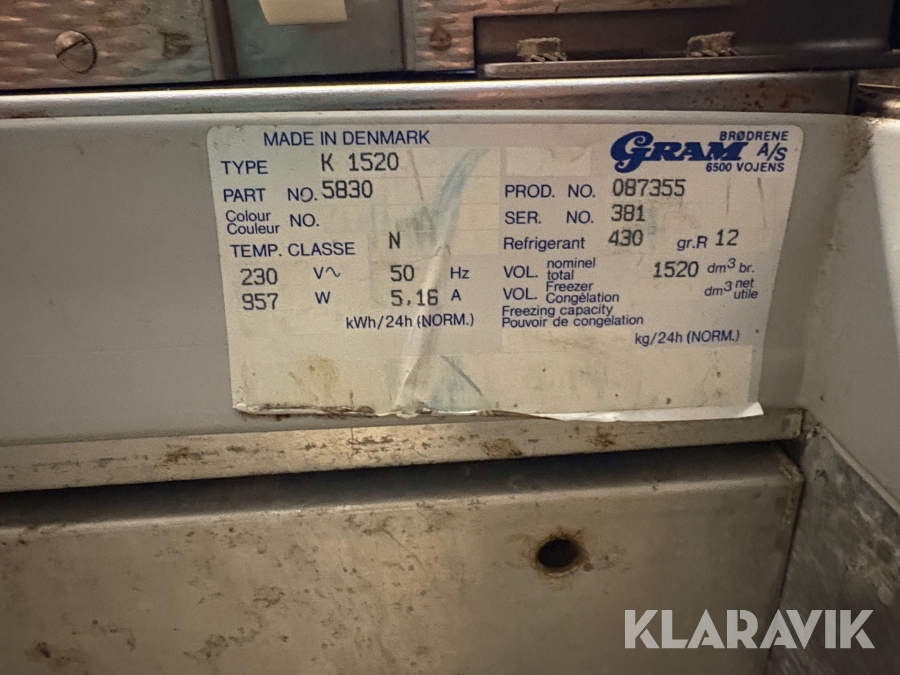 MADE IN DENMARK
TYPE K 1520
PART NO. 5830
Colour
Couleur NO.
TEMP. CLASSE N
230 V~ 50 Hz
957 W 5,16 A
kWh/24h (NORM.)
BRØDRENE
GRAM A/S
6500 VOJENS
PROD. NO. 087355
SER. NO. 381
Refrigerant 430 gr.R 12
VOL. nominel total 1520 dm³ br.
VOL. Freezer Congélation dm³ net utile
Freezing capacity
Pouvoir de congélation
kg/24h (NORM.)
KLARAVIK